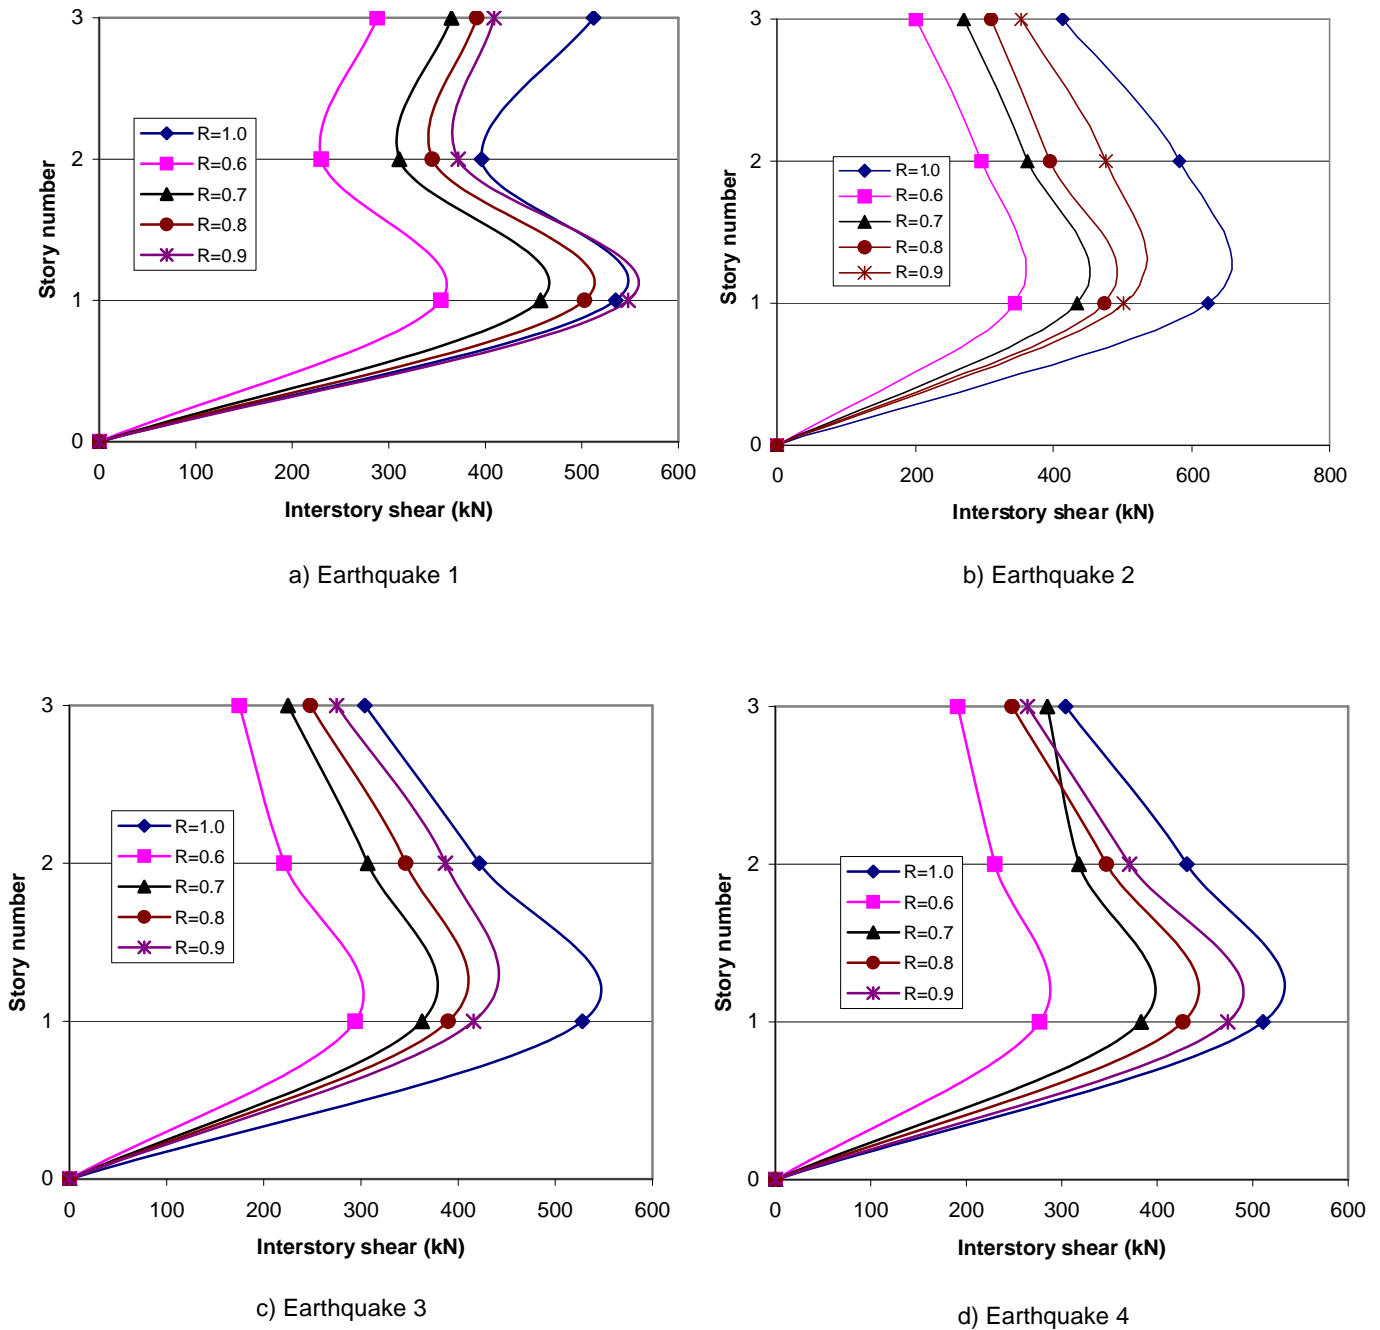 3
2
1
0
Story number
R=1.0
R=0.6
R=0.7
R=0.8
R=0.9
0 100 200 300 400 500 600
Interstory shear (kN)
a) Earthquake 1
3
2
1
0
Story number
R=1.0
R=0.6
R=0.7
R=0.8
R=0.9
0 200 400 600 800
Interstory shear (kN)
b) Earthquake 2
3
2
1
0
Story number
R=1.0
R=0.6
R=0.7
R=0.8
R=0.9
0 100 200 300 400 500 600
Interstory shear (kN)
c) Earthquake 3
3
2
1
0
Story number
R=1.0
R=0.6
R=0.7
R=0.8
R=0.9
0 100 200 300 400 500 600
Interstory shear (kN)
d) Earthquake 4